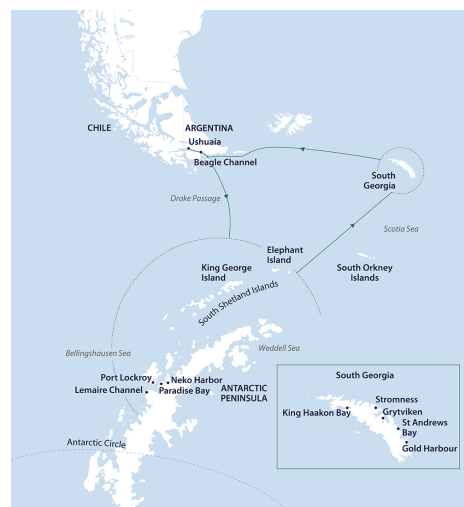 CHILE
ARGENTINA
Ushuaia
Beagle Channel
Drake Passage
South
Georgia
Scotia Sea
Elephant
Island
King George
Island
South Orkney
Islands
South Shetland Islands
Weddell Sea
Bellingshausen Sea
Port Lockroy
Neko Harbor
Lemaire Channel
Paradise Bay
ANTARCTIC
PENINSULA
Antarctic Circle
South Georgia
Stromness
King Haakon Bay
Grytviken
St Andrews
Bay
Gold Harbour